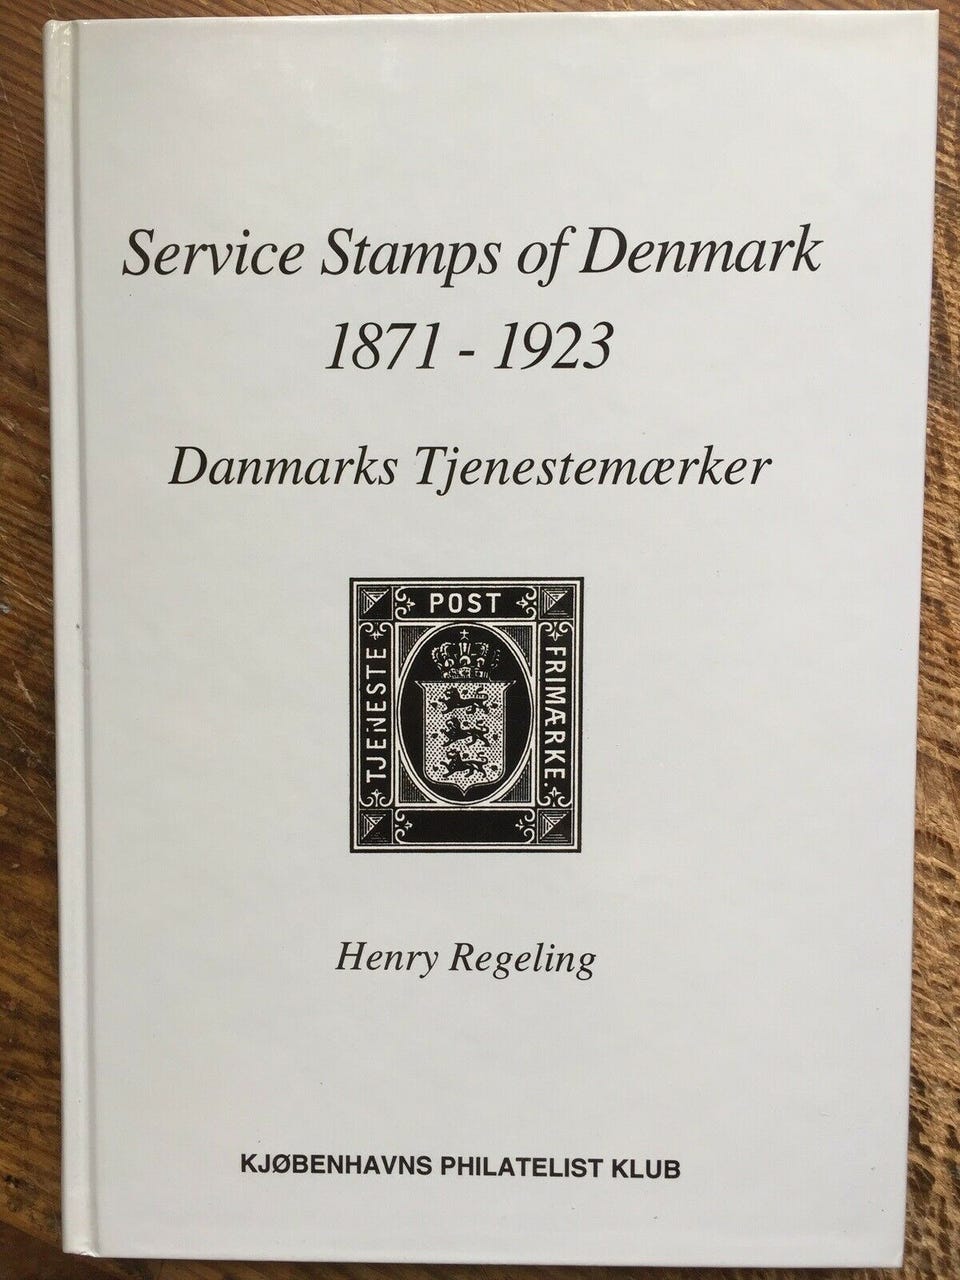 Service Stamps of Denmark
1871 - 1923
Danmarks Tjenestemærker
POST
TJENESTE
FRIMÆRKE.
Henry Regeling
KJØBENHAVNS PHILATELIST KLUB